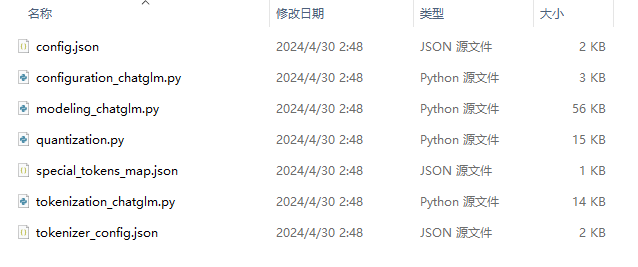 名称 修改日期 类型 大小
config.json 2024/4/30 2:48 JSON 源文件 2 KB
configuration_chatglm.py 2024/4/30 2:48 Python 源文件 3 KB
modeling_chatglm.py 2024/4/30 2:48 Python 源文件 56 KB
quantization.py 2024/4/30 2:48 Python 源文件 15 KB
special_tokens_map.json 2024/4/30 2:48 JSON 源文件 1 KB
tokenization_chatglm.py 2024/4/30 2:48 Python 源文件 14 KB
tokenizer_config.json 2024/4/30 2:48 JSON 源文件 2 KB